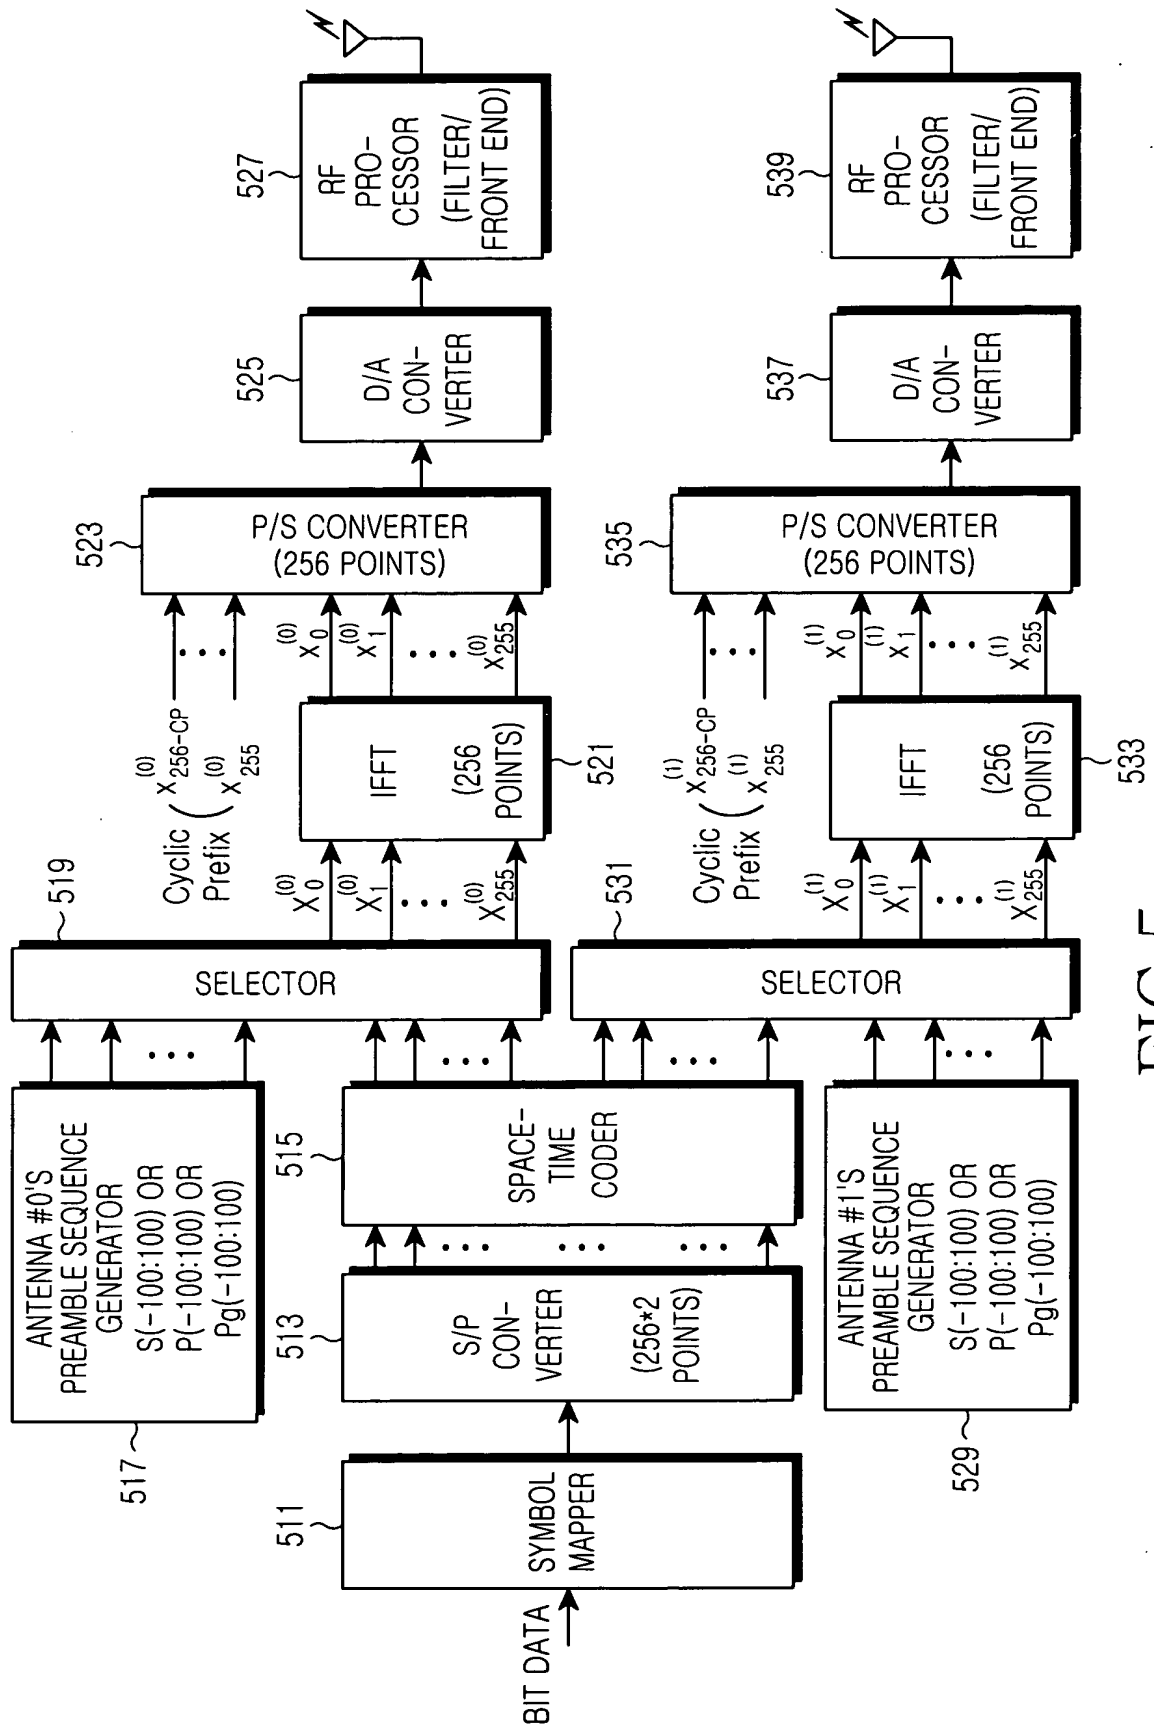 BIT DATA
511
SYMBOL
MAPPER
517
ANTENNA #0'S
PREAMBLE SEQUENCE
GENERATOR
S(-100:100) OR
P(-100:100) OR
Pg(-100:100)
513
S/P
CON-
VERTER
(256*2
POINTS)
515
SPACE-
TIME
CODER
529
ANTENNA #1'S
PREAMBLE SEQUENCE
GENERATOR
S(-100:100) OR
P(-100:100) OR
Pg(-100:100)
519
SELECTOR
531
SELECTOR
Cyclic
Prefix
( X(0)256-CP
X(0)255
X(0)0
X(0)1
X(0)255
IFFT
(256
POINTS)
521
X(0)0
X(0)1
X(0)255
523
P/S CONVERTER
(256 POINTS)
525
D/A
CON-
VERTER
527
RF
PRO-
CESSOR
(FILTER/
FRONT END)
Cyclic
Prefix
( X(1)256-CP
X(1)255
X(1)0
X(1)1
X(1)255
IFFT
(256
POINTS)
533
X(1)0
X(1)1
X(1)255
535
P/S CONVERTER
(256 POINTS)
537
D/A
CON-
VERTER
539
RF
PRO-
CESSOR
(FILTER/
FRONT END)